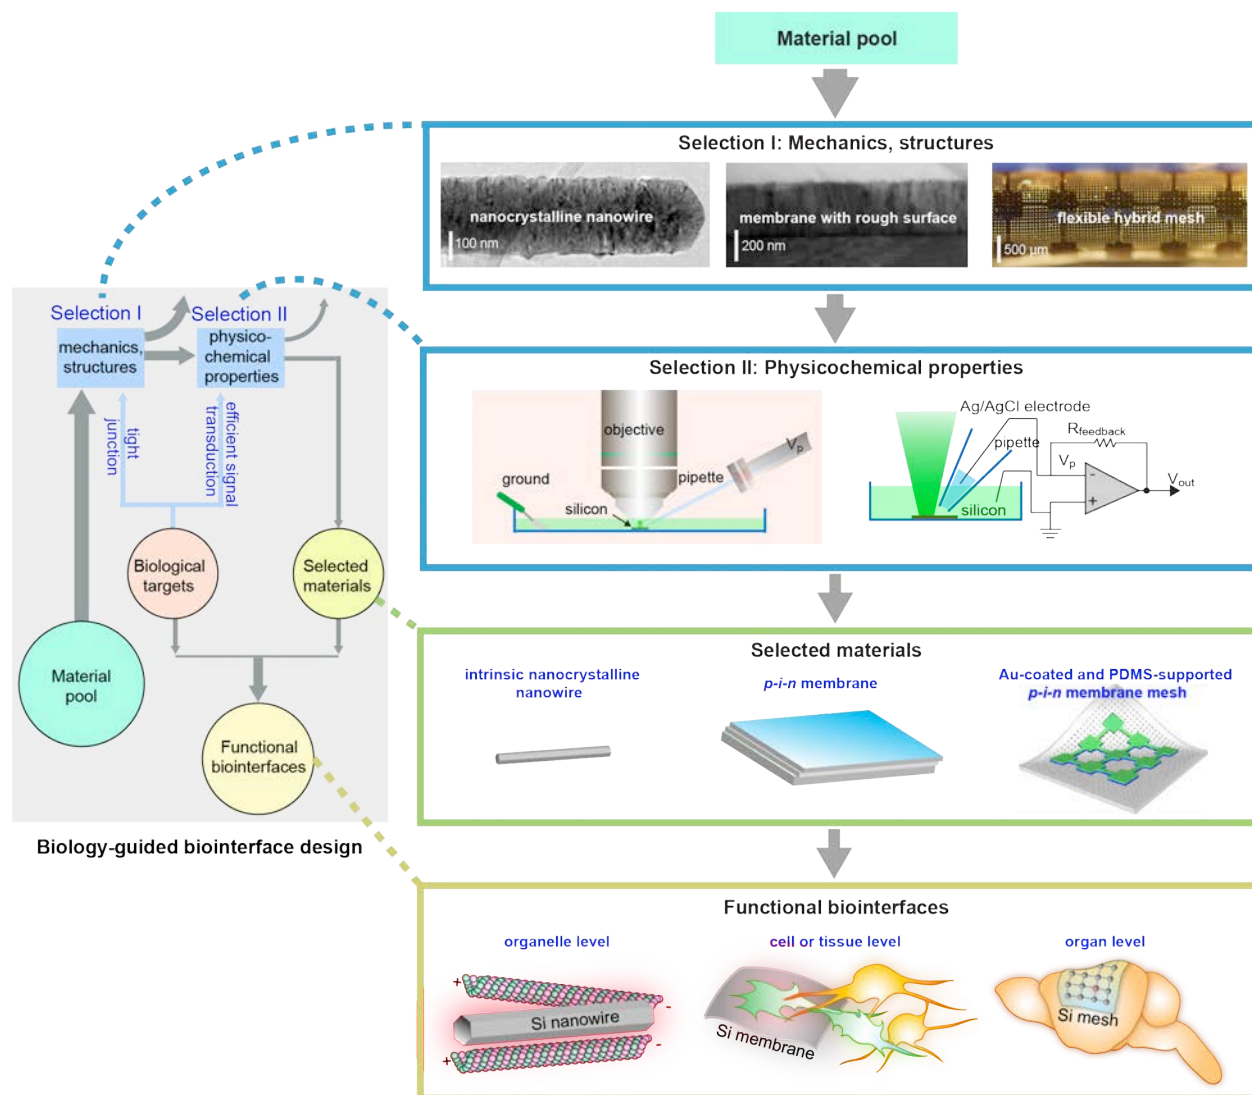 Material pool
Selection I: Mechanics, structures
nanocrystalline nanowire
100 nm
membrane with rough surface
200 nm
flexible hybrid mesh
500 µm
Selection I
mechanics,
structures
Selection II
physico-
chemical
properties
tight
junction
efficient signal
transduction
Biological
targets
Selected
materials
Material
pool
Functional
biointerfaces
Biology-guided biointerface design
Selection II: Physicochemical properties
objective
Vp
pipette
ground
silicon
Ag/AgCl electrode
Rfeedback
pipette
Vp
-
+
Vout
silicon
Selected materials
intrinsic nanocrystalline
nanowire
p-i-n membrane
Au-coated and PDMS-supported
p-i-n membrane mesh
Functional biointerfaces
organelle level
+
-
Si nanowire
+
-
cell or tissue level
Si membrane
organ level
Si mesh